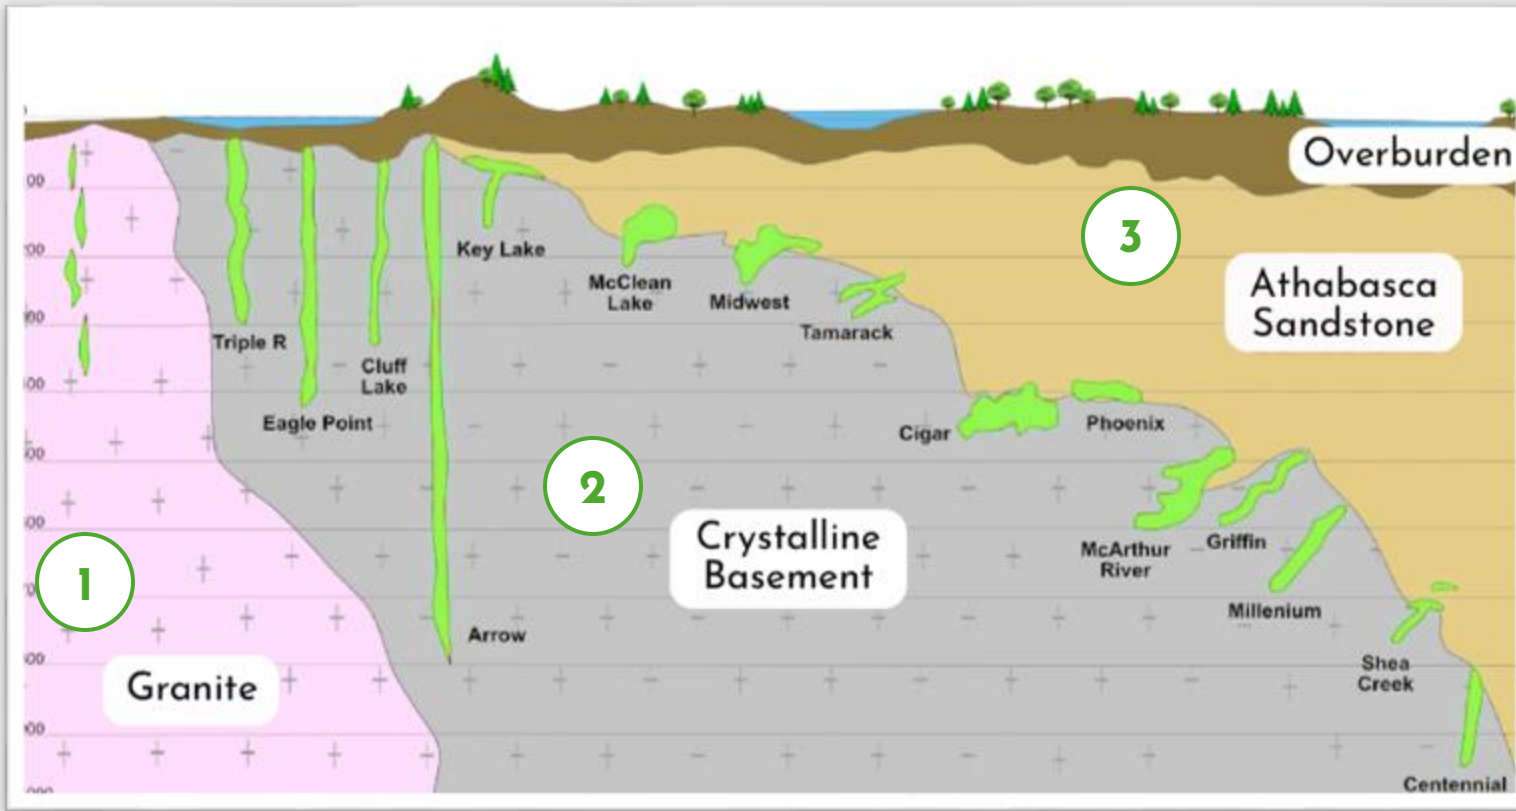 Overburden
3
Athabasca
Sandstone
Key Lake
McClean
Lake
Midwest
Tamarack
Triple R
Cluff
Lake
Eagle Point
Cigar
Phoenix
2
Crystalline
Basement
McArthur
River
Griffin
1
Millenium
Arrow
Shea
Creek
Granite
Centennial